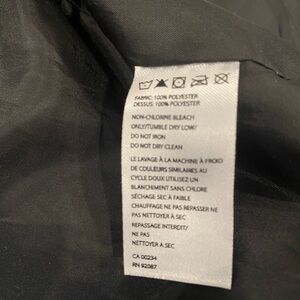 FABRIC: 100% POLYESTER
DESSUS: 100% POLYESTER
NON-CHLORINE BLEACH
ONLY/TUMBLE DRY LOW/
DO NOT IRON
DO NOT DRY CLEAN
LE LAVAGE À LA MACHINE À FROID
DE COULEURS SIMILAIRES AU
CYCLE DOUX UTILISEZ UN
BLANCHIMENT SANS CHLORE
SÉCHAGE SEC À FAIBLE
CHAUFFAGE NE PAS REPASSER NE
PAS NETTOYER À SEC
REPASSAGE INTERDIT/
NE PAS
NETTOYER À SEC
CA 00234
RN 92087